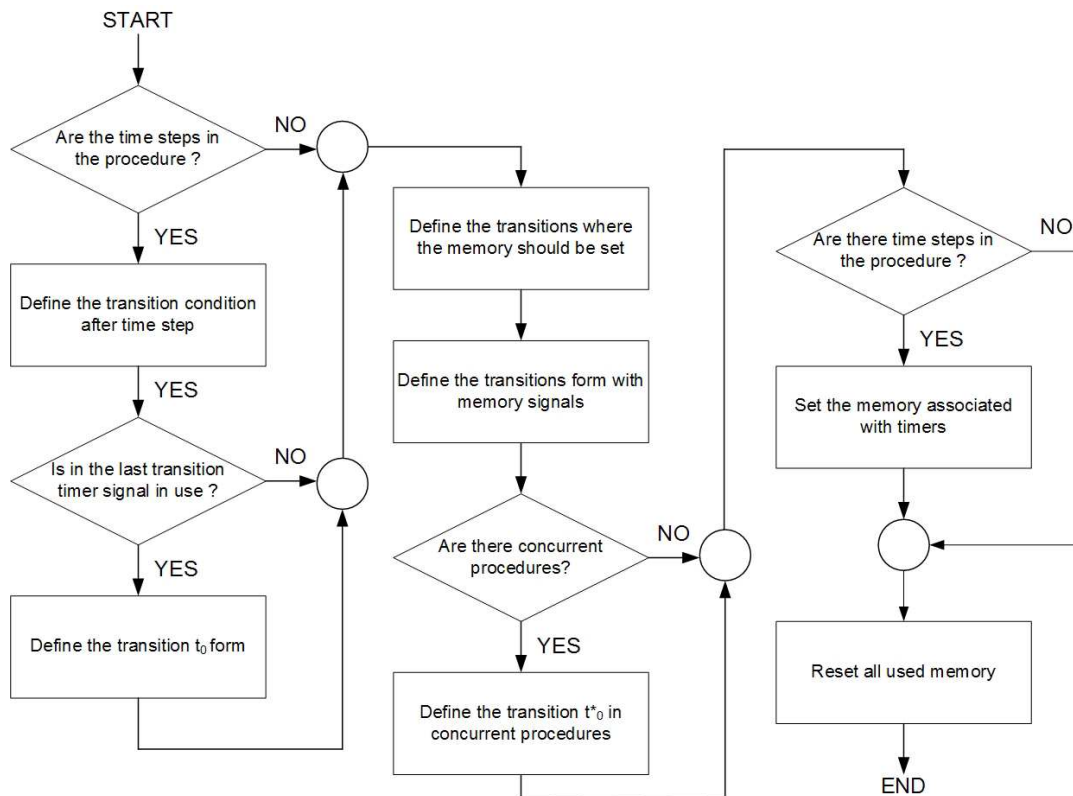 START
Are the time steps in
the procedure ?
NO
YES
Define the transition condition
after time step
YES
Is in the last transition
timer signal in use ?
NO
YES
Define the transition t₀ form
Define the transitions where
the memory should be set
Define the transitions form with
memory signals
Are there concurrent
procedures?
NO
YES
Define the transition t*₀ in
concurrent procedures
Are there time steps in
the procedure ?
NO
YES
Set the memory associated
with timers
Reset all used memory
END